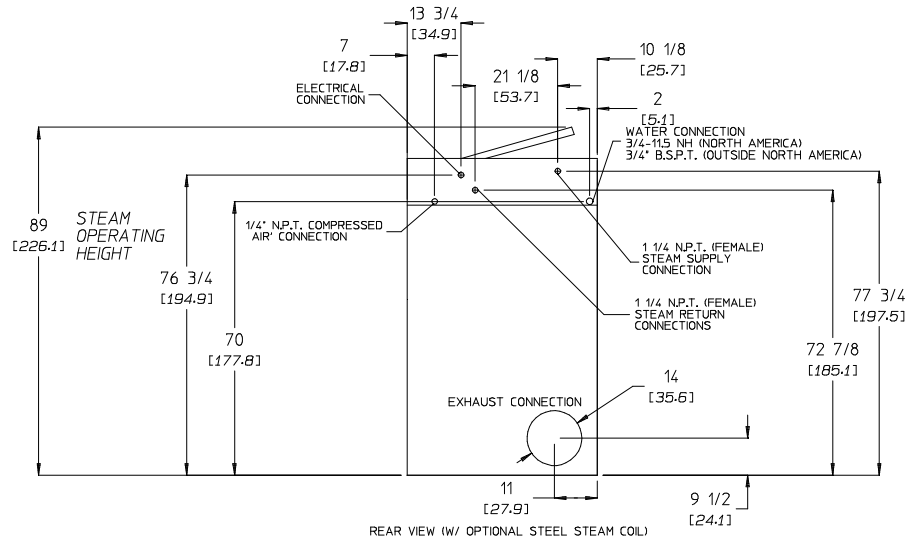 13 3/4
[34.9]
7
[17.8]
10 1/8
[25.7]
21 1/8
[53.7]
ELECTRICAL
CONNECTION
2
[5.1]
WATER CONNECTION
3/4-11.5 NH (NORTH AMERICA)
3/4" B.S.P.T. (OUTSIDE NORTH AMERICA)
89
[226.1]
STEAM
OPERATING
HEIGHT
1/4" N.P.T. COMPRESSED
AIR' CONNECTION
1 1/4 N.P.T. (FEMALE)
STEAM SUPPLY
CONNECTION
76 3/4
[194.9]
77 3/4
[197.5]
1 1/4 N.P.T. (FEMALE)
STEAM RETURN
CONNECTIONS
70
[177.8]
72 7/8
[185.1]
14
[35.6]
EXHAUST CONNECTION
11
[27.9]
9 1/2
[24.1]
REAR VIEW (W/ OPTIONAL STEEL STEAM COIL)